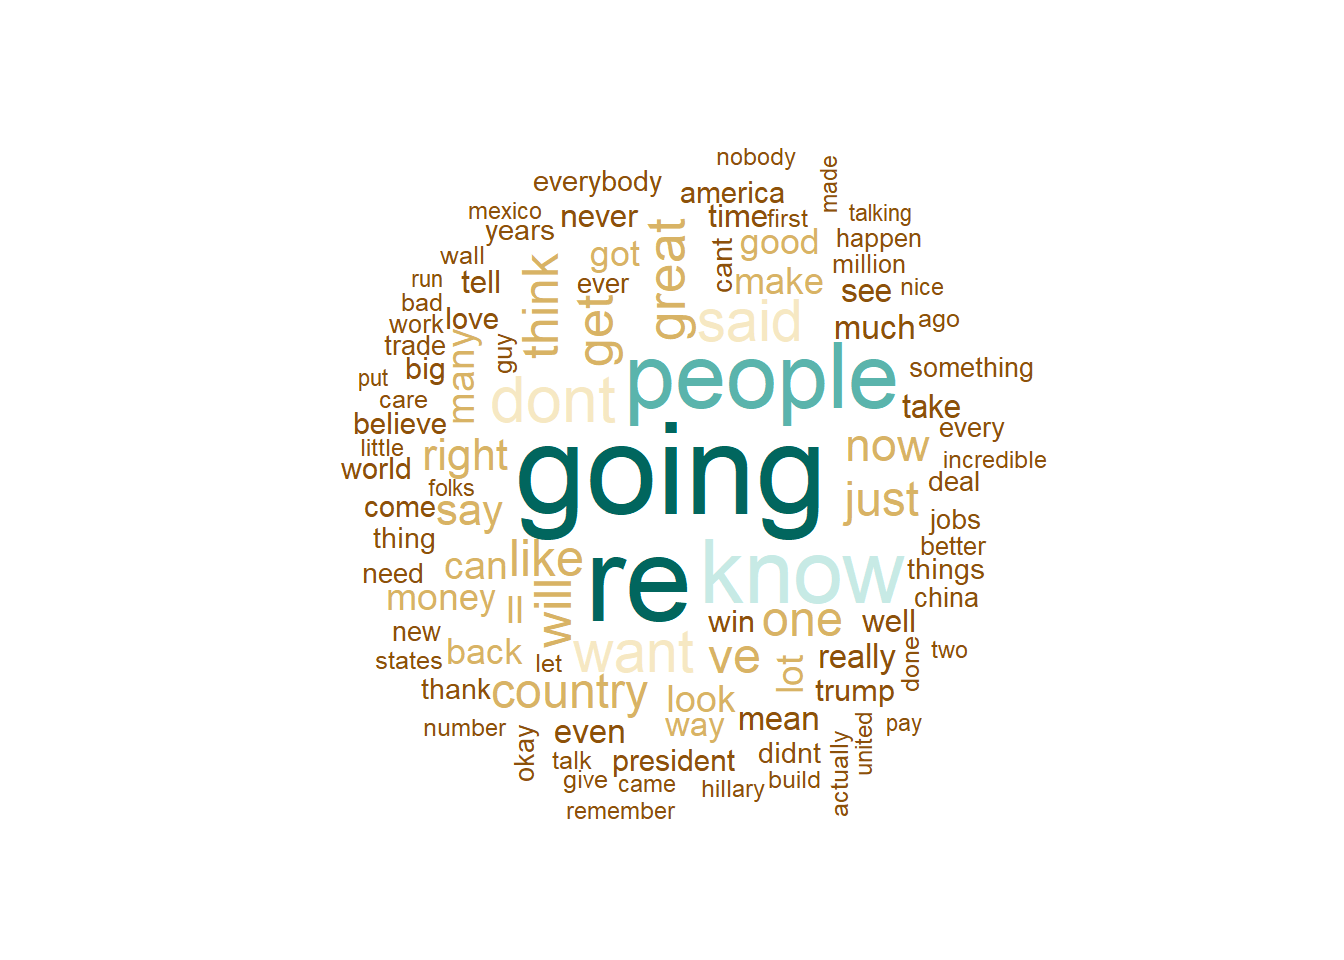 nobody
everybody
america
made
mexico
never
time
first
talking
years
great
good
happen
wall
got
cant
million
run
tell
think
ever
make
see
nice
bad
love
get
said
much
ago
work
guy
trade
many
people
something
put
big
dont
take
care
believe
now
every
little
right
going
incredible
world
folks
just
deal
come
say
jobs
thing
like
better
need
can
re
know
things
money
ll
will
china
new
win
one
well
states
back
let
want
ve
lot
really
done
two
thank
country
look
trump
number
even
way
mean
united
pay
okay
talk
president
didnt
actually
give
came
hillary
build
remember